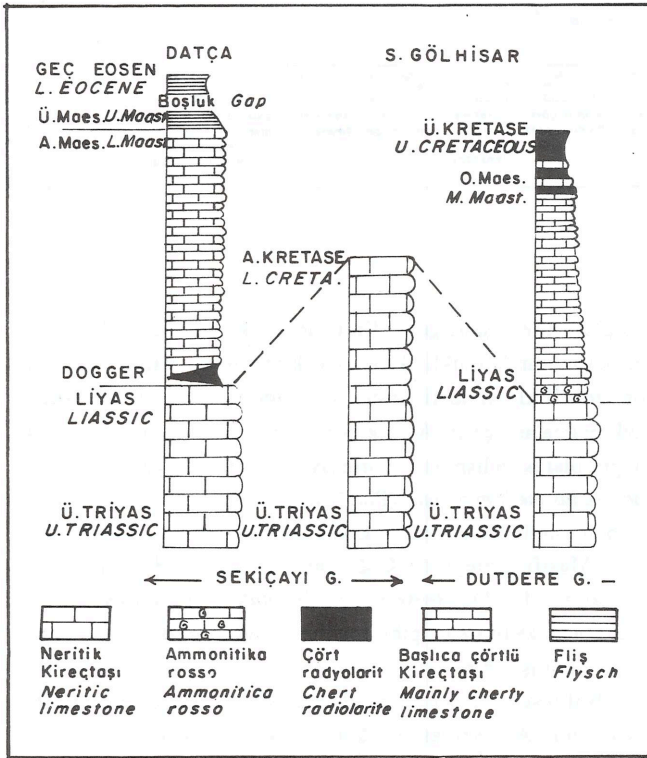 DATÇA
S. GÖLHİSAR
GEÇ EOSEN
L. EOCENE
Boşluk Gap
Ü.Maes.U.Maast.
A.Maes.L.Maast.
Ü.KRETASE
U.CRETACEOUS
O.Maes.
M. Maast.
A.KRETASE
L. CRETA.
DOGGER
LİYAS
LIASSIC
LİYAS
LIASSIC
Ü.TRİYAS
U.TRIASSIC
Ü.TRİYAS
U.TRIASSIC
Ü.TRİYAS
U.TRIASSIC
SEKİÇAYI G.
DUTDERE G.
Neritik
Kireçtaşı
Neritic
limestone
Ammonitika
rosso
Ammonitica
rosso
Çört
radyolarit
Chert
radiolarite
Başlıca çörtlü
Kireçtaşı
Mainly cherty
limestone
Fliş
Flysch